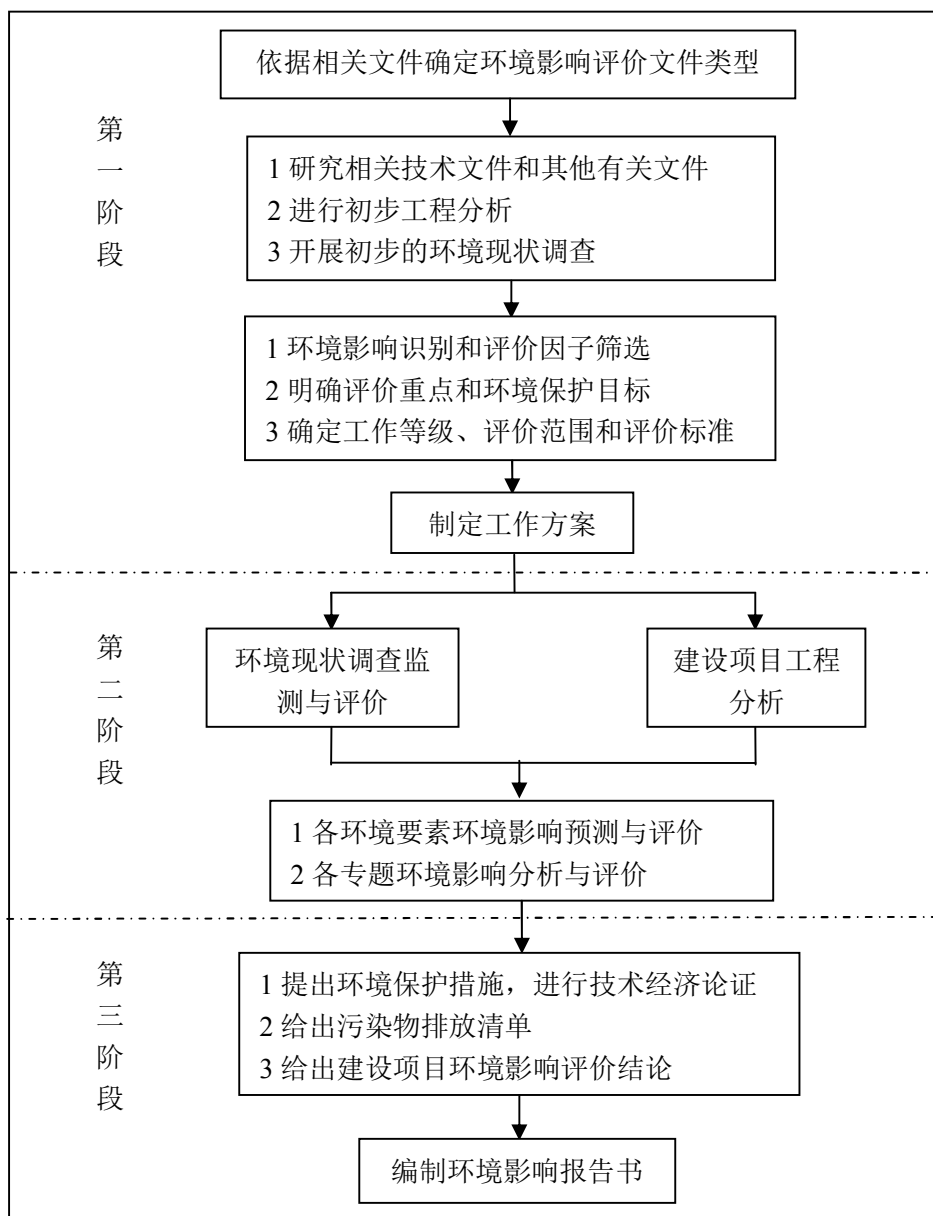 依据相关文件确定环境影响评价文件类型
第一阶段
1 研究相关技术文件和其他有关文件
2 进行初步工程分析
3 开展初步的环境现状调查
1 环境影响识别和评价因子筛选
2 明确评价重点和环境保护目标
3 确定工作等级、评价范围和评价标准
制定工作方案
第二阶段
环境现状调查监
测与评价
建设项目工程
分析
1 各环境要素环境影响预测与评价
2 各专题环境影响分析与评价
第三阶段
1 提出环境保护措施，进行技术经济论证
2 给出污染物排放清单
3 给出建设项目环境影响评价结论
编制环境影响报告书